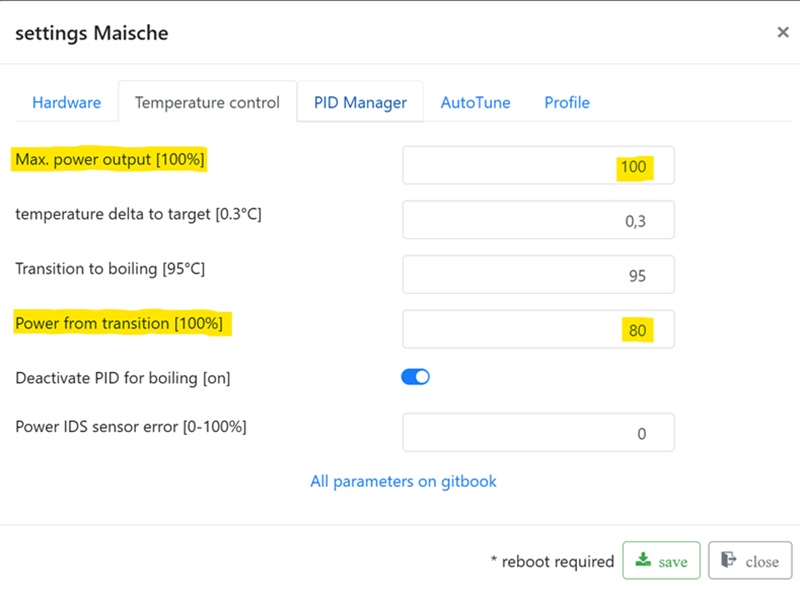 settings Maische
×
Hardware Temperature control PID Manager AutoTune Profile
Max. power output [100%] 100
temperature delta to target [0.3°C] 0,3
Transition to boiling [95°C] 95
Power from transition [100%] 80
Deactivate PID for boiling [on]
Power IDS sensor error [0-100%] 0
All parameters on gitbook
* reboot required save close